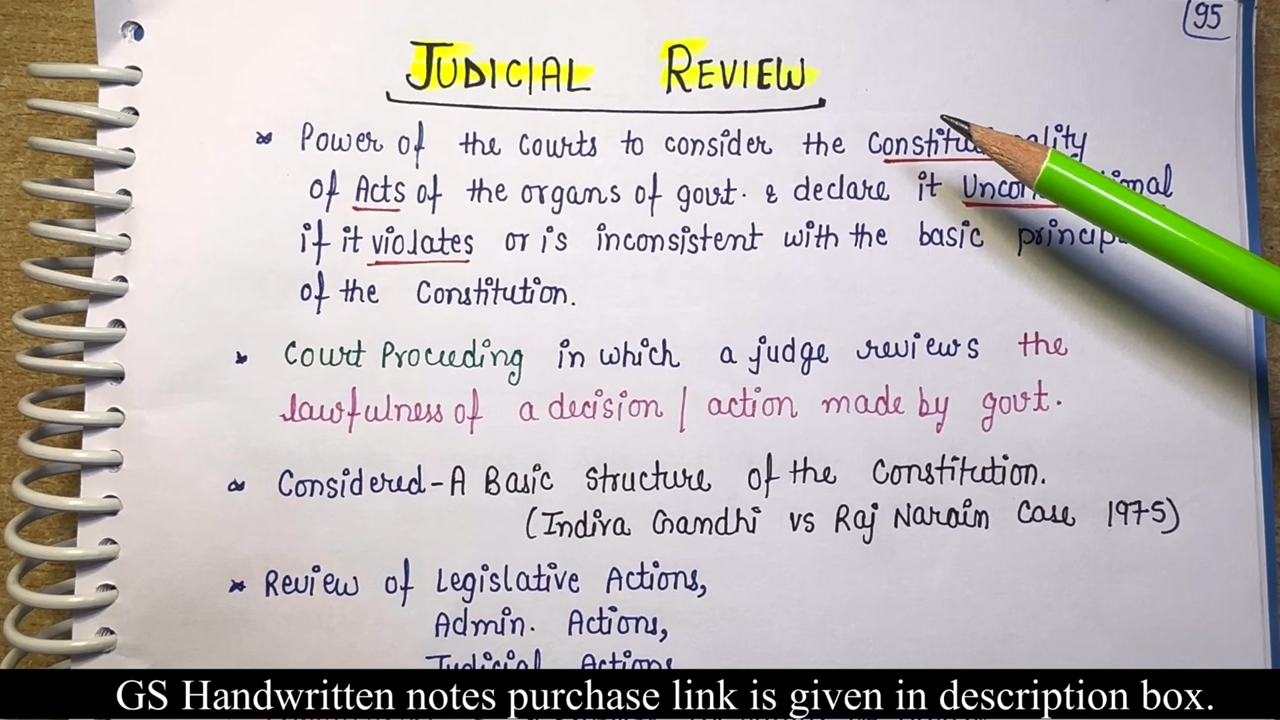 95
JUDICIAL REVIEW
Power of the courts to consider the
of Acts of the organs of govt. & declare it
if it violates or is inconsistent with the basic
of the Constitution.
Court Proceeding in which a judge reviews the
lawfulness of a decision / action made by govt.
Considered - A Basic Structure of the Constitution.
(Indira Gandhi vs Raj Narain Case 1975)
Review of Legislative Actions,
Admin. Actions,
Judicial Actions
GS Handwritten notes purchase link is given in description box.